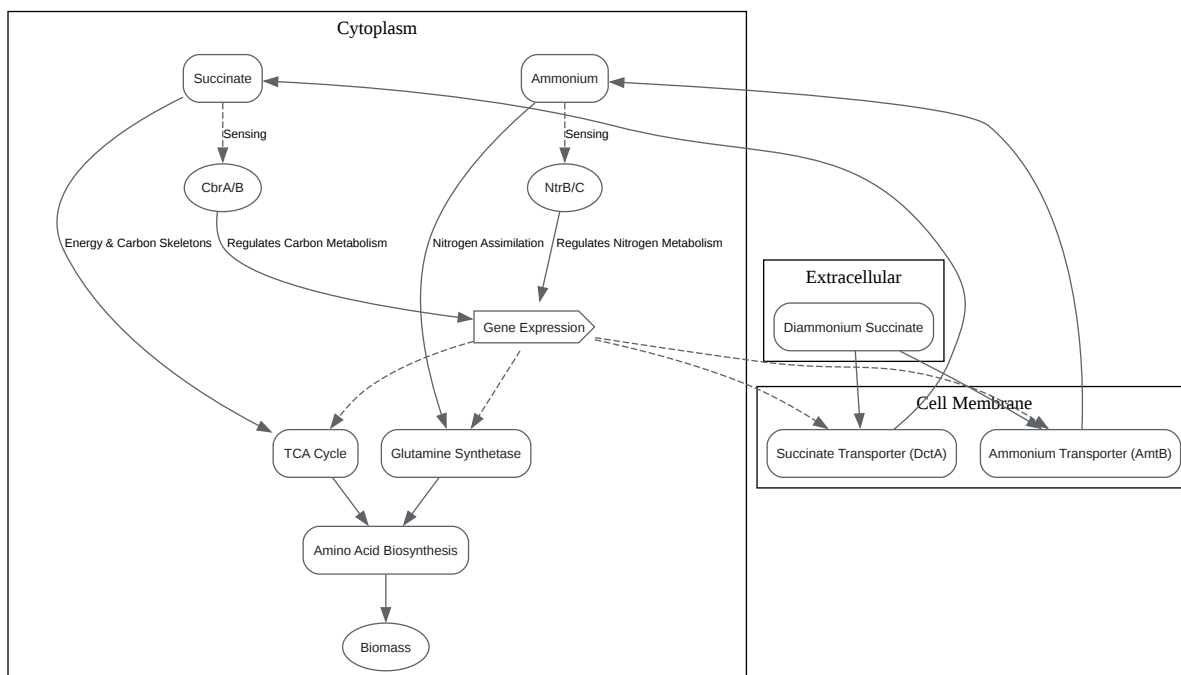 Cytoplasm
Succinate
Ammonium
Sensing
Sensing
CbrA/B
NtrB/C
Energy & Carbon Skeletons
Regulates Carbon Metabolism
Nitrogen Assimilation
Regulates Nitrogen Metabolism
Extracellular
Gene Expression
Diammonium Succinate
Cell Membrane
TCA Cycle
Glutamine Synthetase
Succinate Transporter (DctA)
Ammonium Transporter (AmtB)
Amino Acid Biosynthesis
Biomass